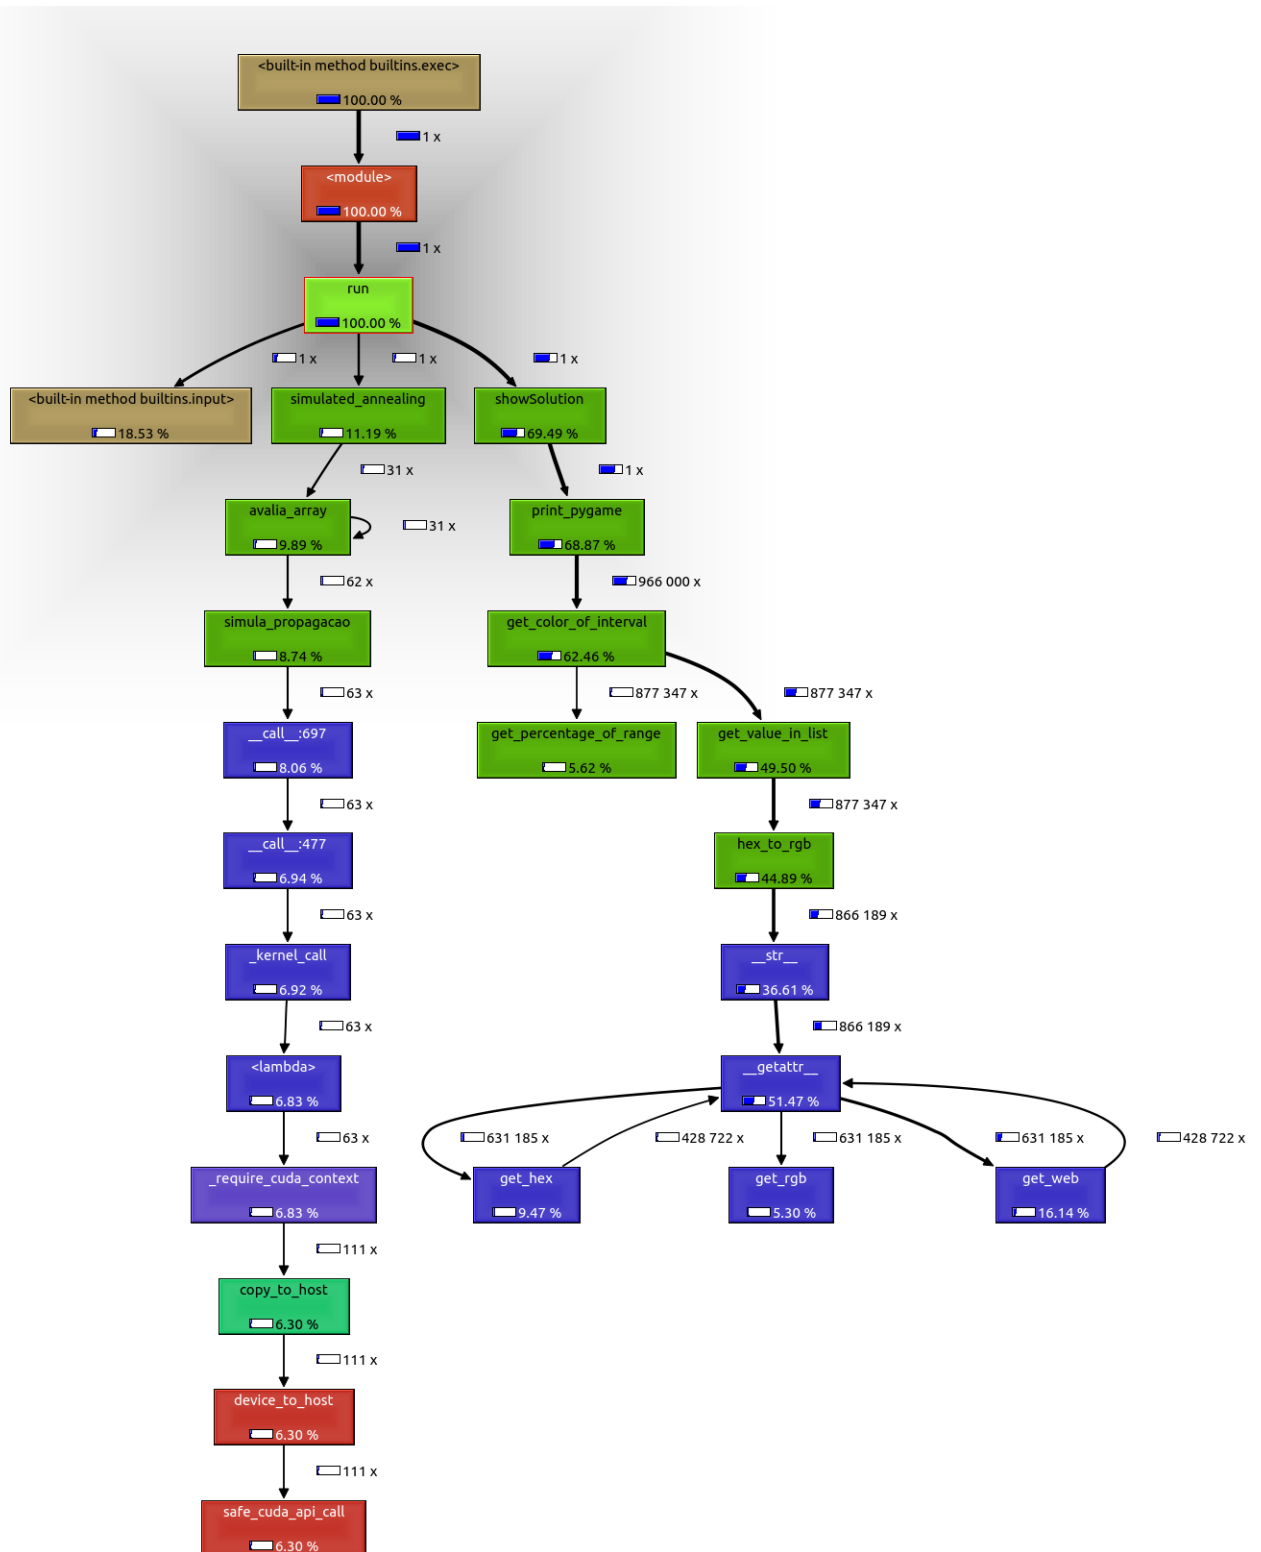 <built-in method builtins.exec>
100.00 %
1 x
<module>
100.00 %
1 x
run
100.00 %
1 x
1 x
1 x
<built-in method builtins.input>
18.53 %
simulated_annealing
11.19 %
showSolution
69.49 %
31 x
1 x
avalia_array
9.89 %
31 x
print_pygame
68.87 %
62 x
966 000 x
simula_propagacao
8.74 %
get_color_of_interval
62.46 %
63 x
877 347 x
877 347 x
__call__:697
8.06 %
get_percentage_of_range
5.62 %
get_value_in_list
49.50 %
63 x
877 347 x
__call__:477
6.94 %
hex_to_rgb
44.89 %
63 x
866 189 x
_kernel_call
6.92 %
__str__
36.61 %
63 x
866 189 x
<lambda>
6.83 %
__getattr__
51.47 %
63 x
631 185 x
428 722 x
631 185 x
631 185 x
428 722 x
_require_cuda_context
6.83 %
get_hex
9.47 %
get_rgb
5.30 %
get_web
16.14 %
111 x
copy_to_host
6.30 %
111 x
device_to_host
6.30 %
111 x
safe_cuda_api_call
6.30 %